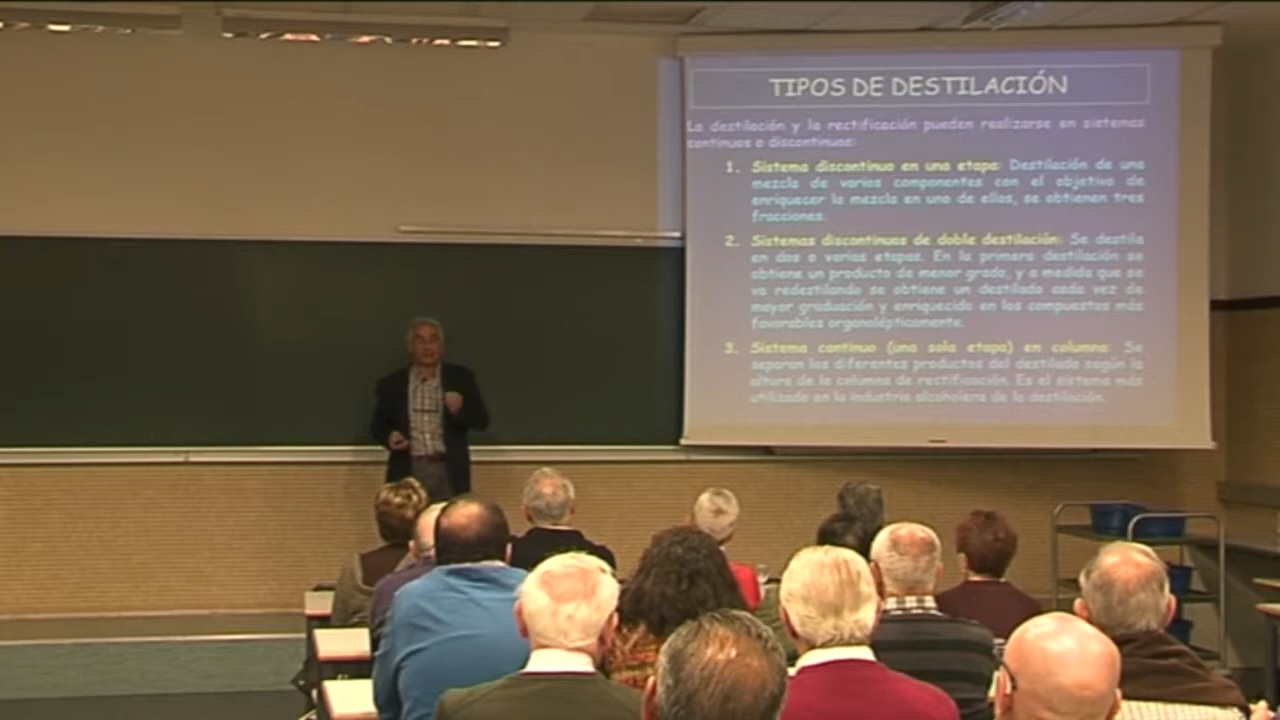 TIPOS DE DESTILACIÓN
La destilación y la rectificación pueden realizarse en sistemas
continuos o discontinuos:
1. Sistema discontinuo en una etapa: Destilación de una
mezcla de varios componentes con el objetivo de
enriquecer la mezcla en uno de ellos, se obtienen tres
fracciones.
2. Sistemas discontinuos de doble destilación: Se destila
en dos o varias etapas. En la primera destilación se
obtiene un producto de menor grado, y a medida que se
va redestilando se obtiene un destilado cada vez de
mayor graduación y enriquecido en los compuestos más
favorables organolépticamente.
3. Sistema continuo (una sola etapa) en columna: Se
separan los diferentes productos del destilado según la
altura de la columna de rectificación. Es el sistema más
utilizado en la industria alcoholera de la destilación.